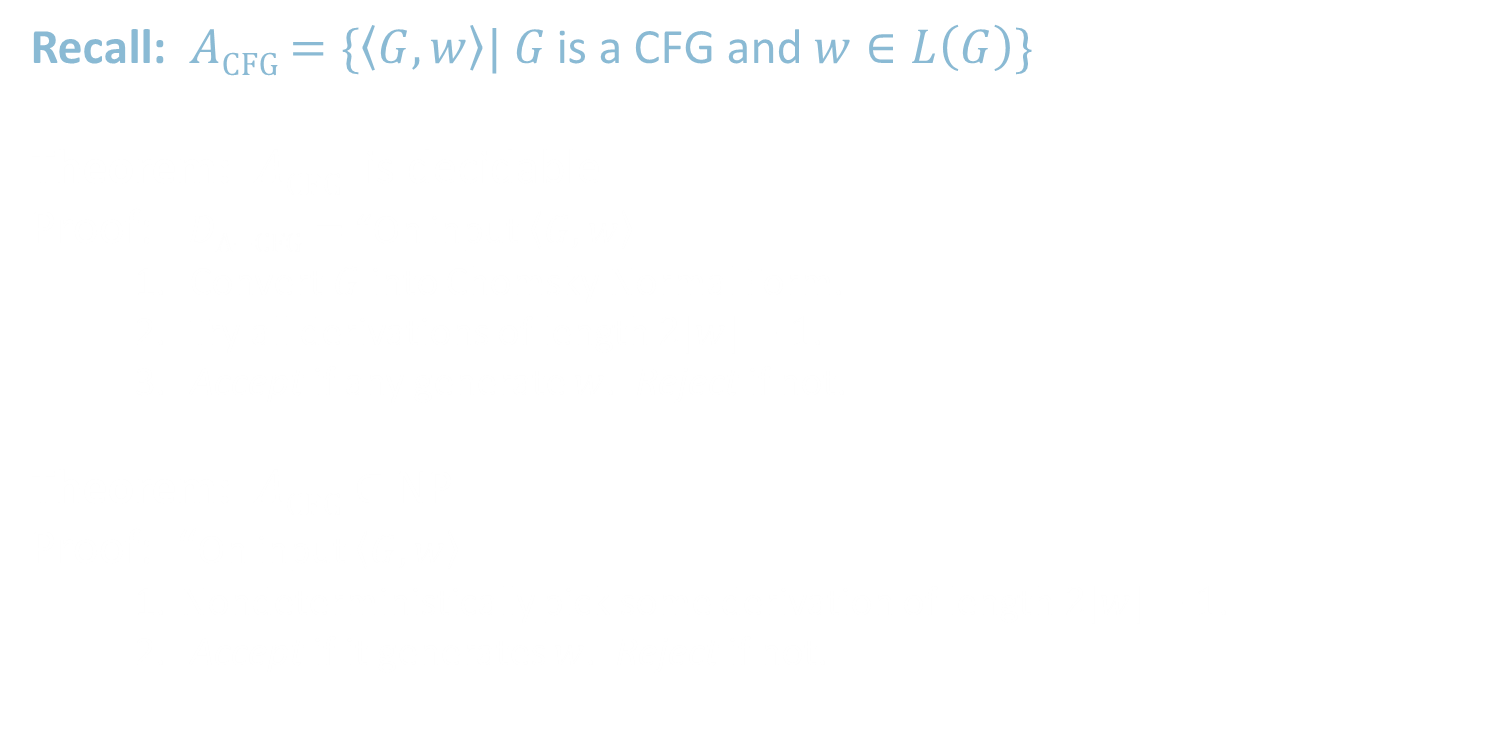 Recall: A_CFG = {⟨G, w⟩| G is a CFG and w ∈ L(G)}